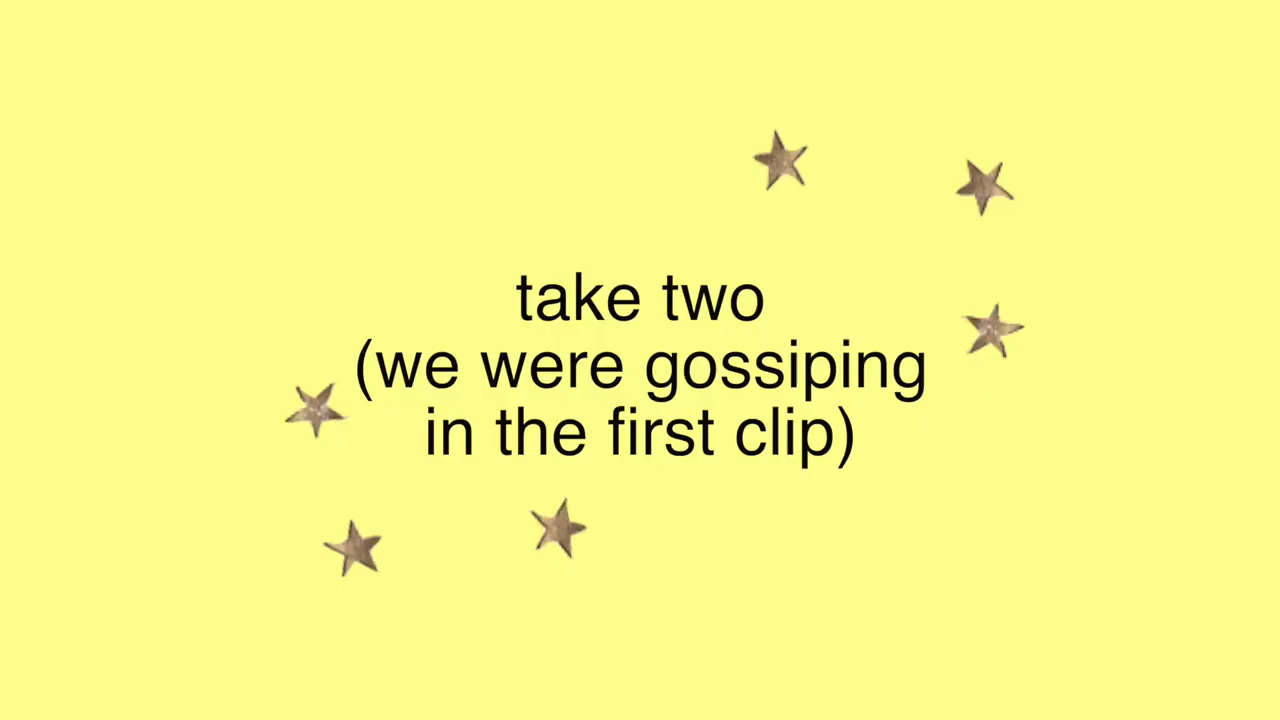 take two
(we were gossiping
in the first clip)